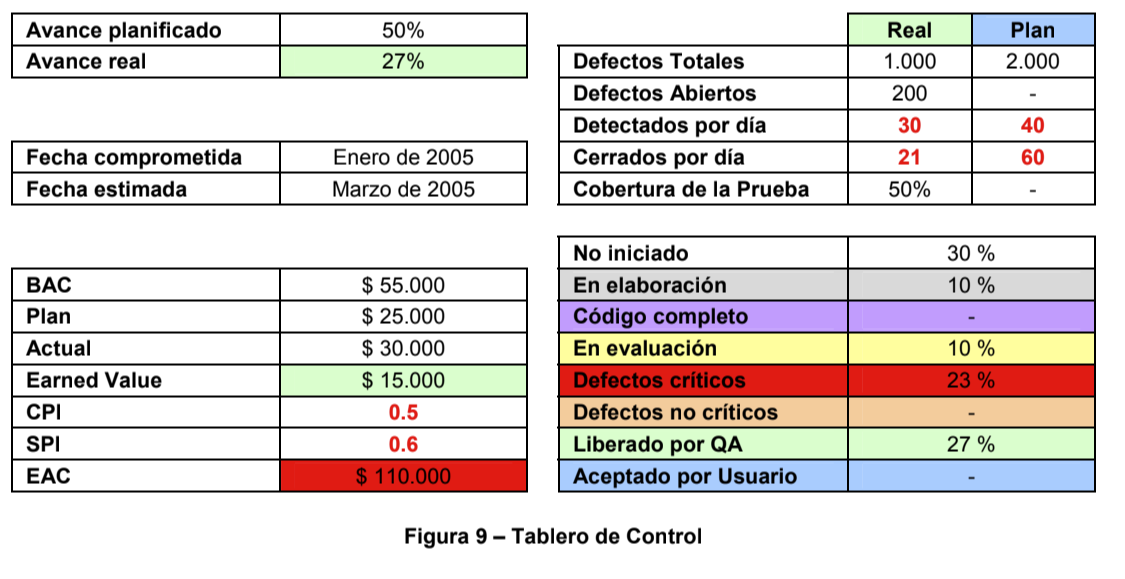 Avance planificado 50%
Avance real 27%
Fecha comprometida Enero de 2005
Fecha estimada Marzo de 2005
BAC $ 55.000
Plan $ 25.000
Actual $ 30.000
Earned Value $ 15.000
CPI 0.5
SPI 0.6
EAC $ 110.000
Real Plan
Defectos Totales 1.000 2.000
Defectos Abiertos 200 -
Detectados por día 30 40
Cerrados por día 21 60
Cobertura de la Prueba 50% -
No iniciado 30 %
En elaboración 10 %
Código completo -
En evaluación 10 %
Defectos críticos 23 %
Defectos no críticos -
Liberado por QA 27 %
Aceptado por Usuario -
Figura 9 – Tablero de Control